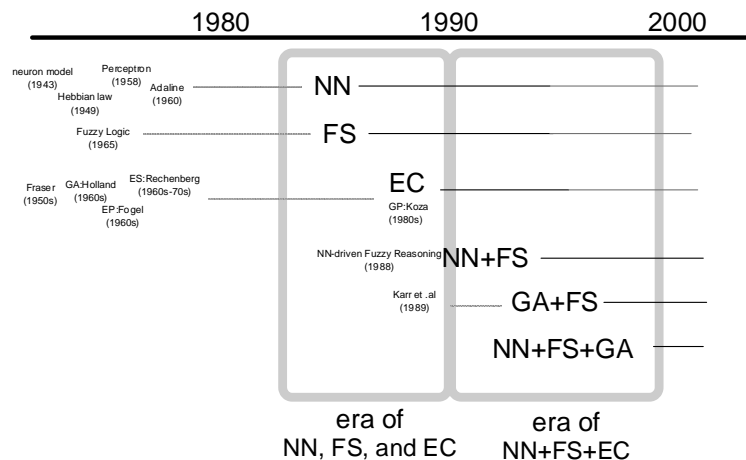 1980 1990 2000
neuron model
(1943)
Perceptron
(1958)
Hebbian law
(1949)
Adaline
(1960)
NN
Fuzzy Logic
(1965)
FS
Fraser
(1950s)
GA:Holland
(1960s)
EP:Fogel
(1960s)
ES:Rechenberg
(1960s-70s)
EC
GP:Koza
(1980s)
NN-driven Fuzzy Reasoning
(1988)
NN+FS
Karr et .al
(1989)
GA+FS
NN+FS+GA
era of
NN, FS, and EC
era of
NN+FS+EC